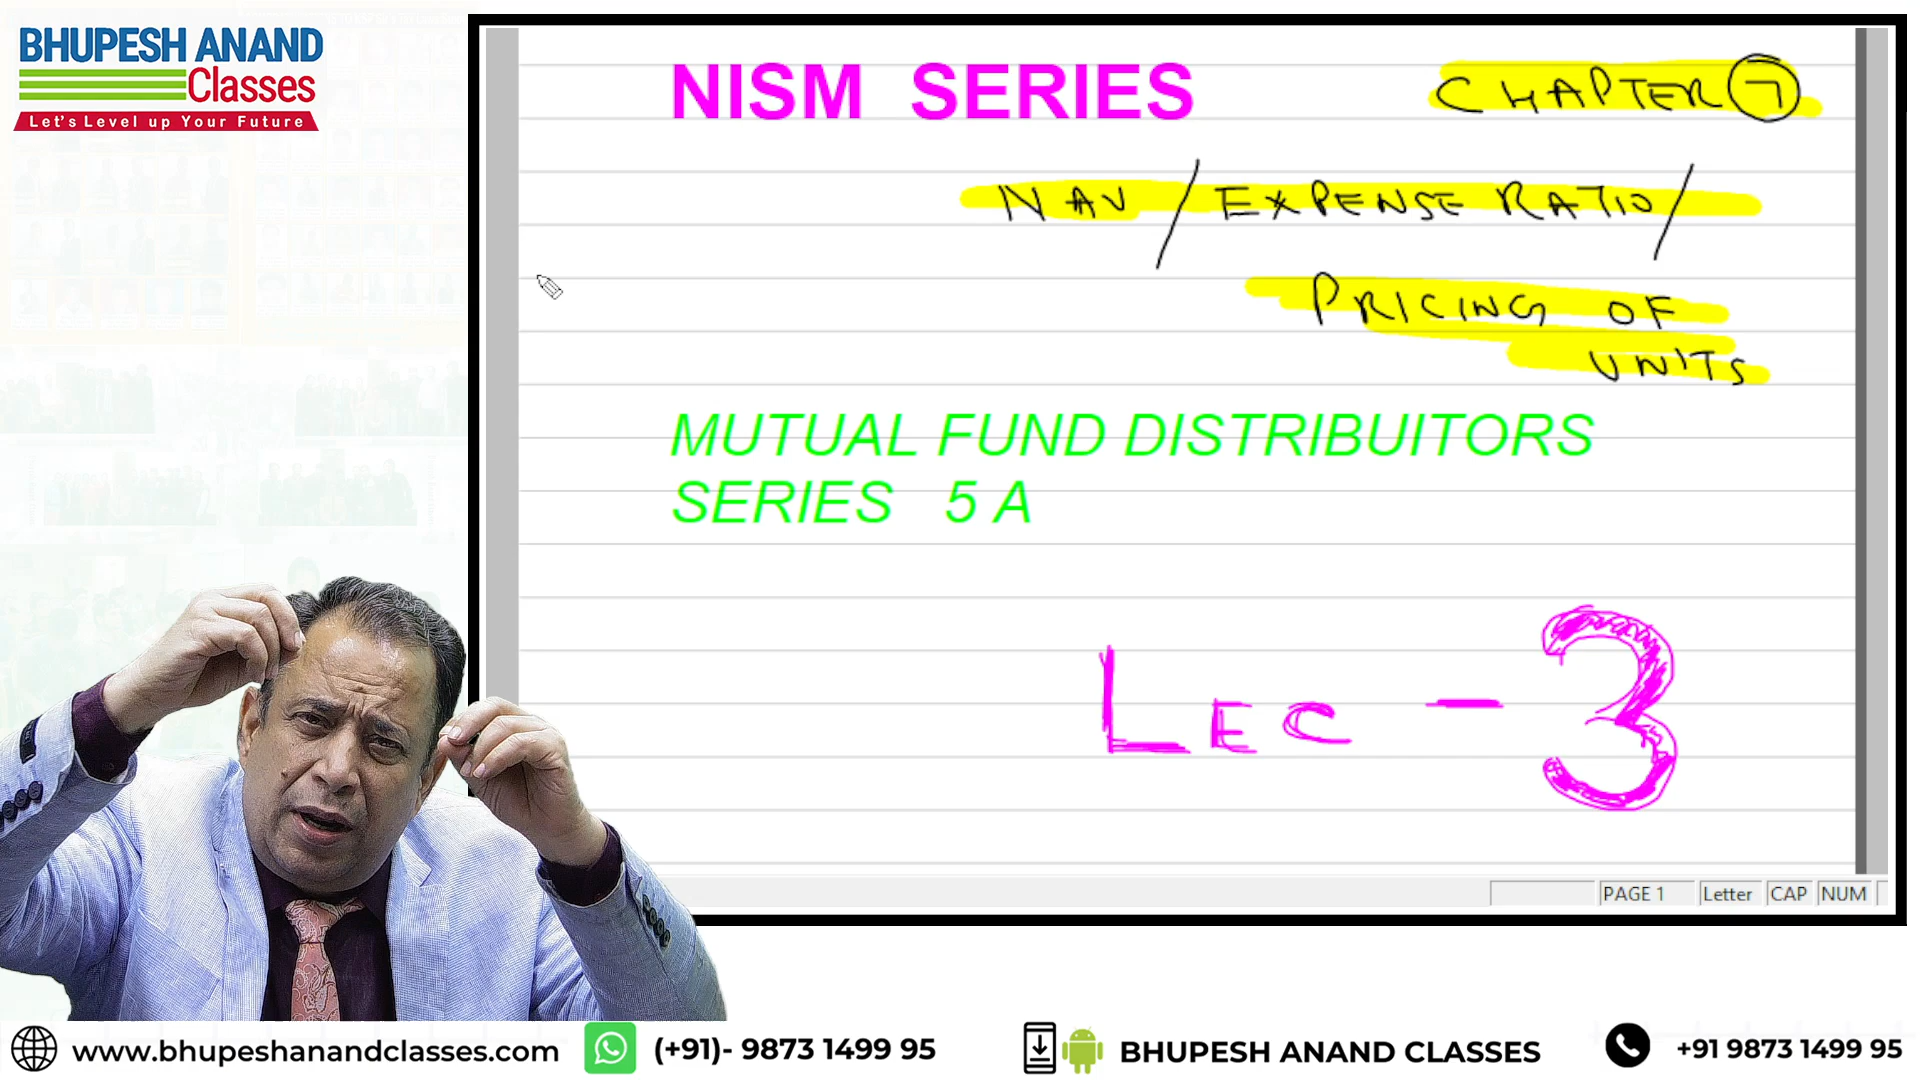 BHUPESH ANAND
Classes
Let's Level up Your Future
NISM SERIES
CHAPTER 7
NAV / EXPENSE RATIO /
PRICING OF
UNITS
MUTUAL FUND DISTRIBUITORS
SERIES 5 A
LEC - 3
PAGE 1 Letter CAP NUM
www.bhupeshanandclasses.com (+91)- 9873 1499 95 BHUPESH ANAND CLASSES +91 9873 1499 95